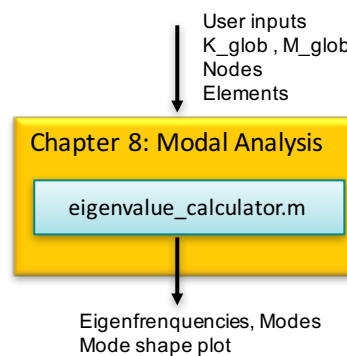 User inputs
K_glob , M_glob
Nodes
Elements
Chapter 8: Modal Analysis
eigenvalue_calculator.m
Eigenfrenquencies, Modes
Mode shape plot